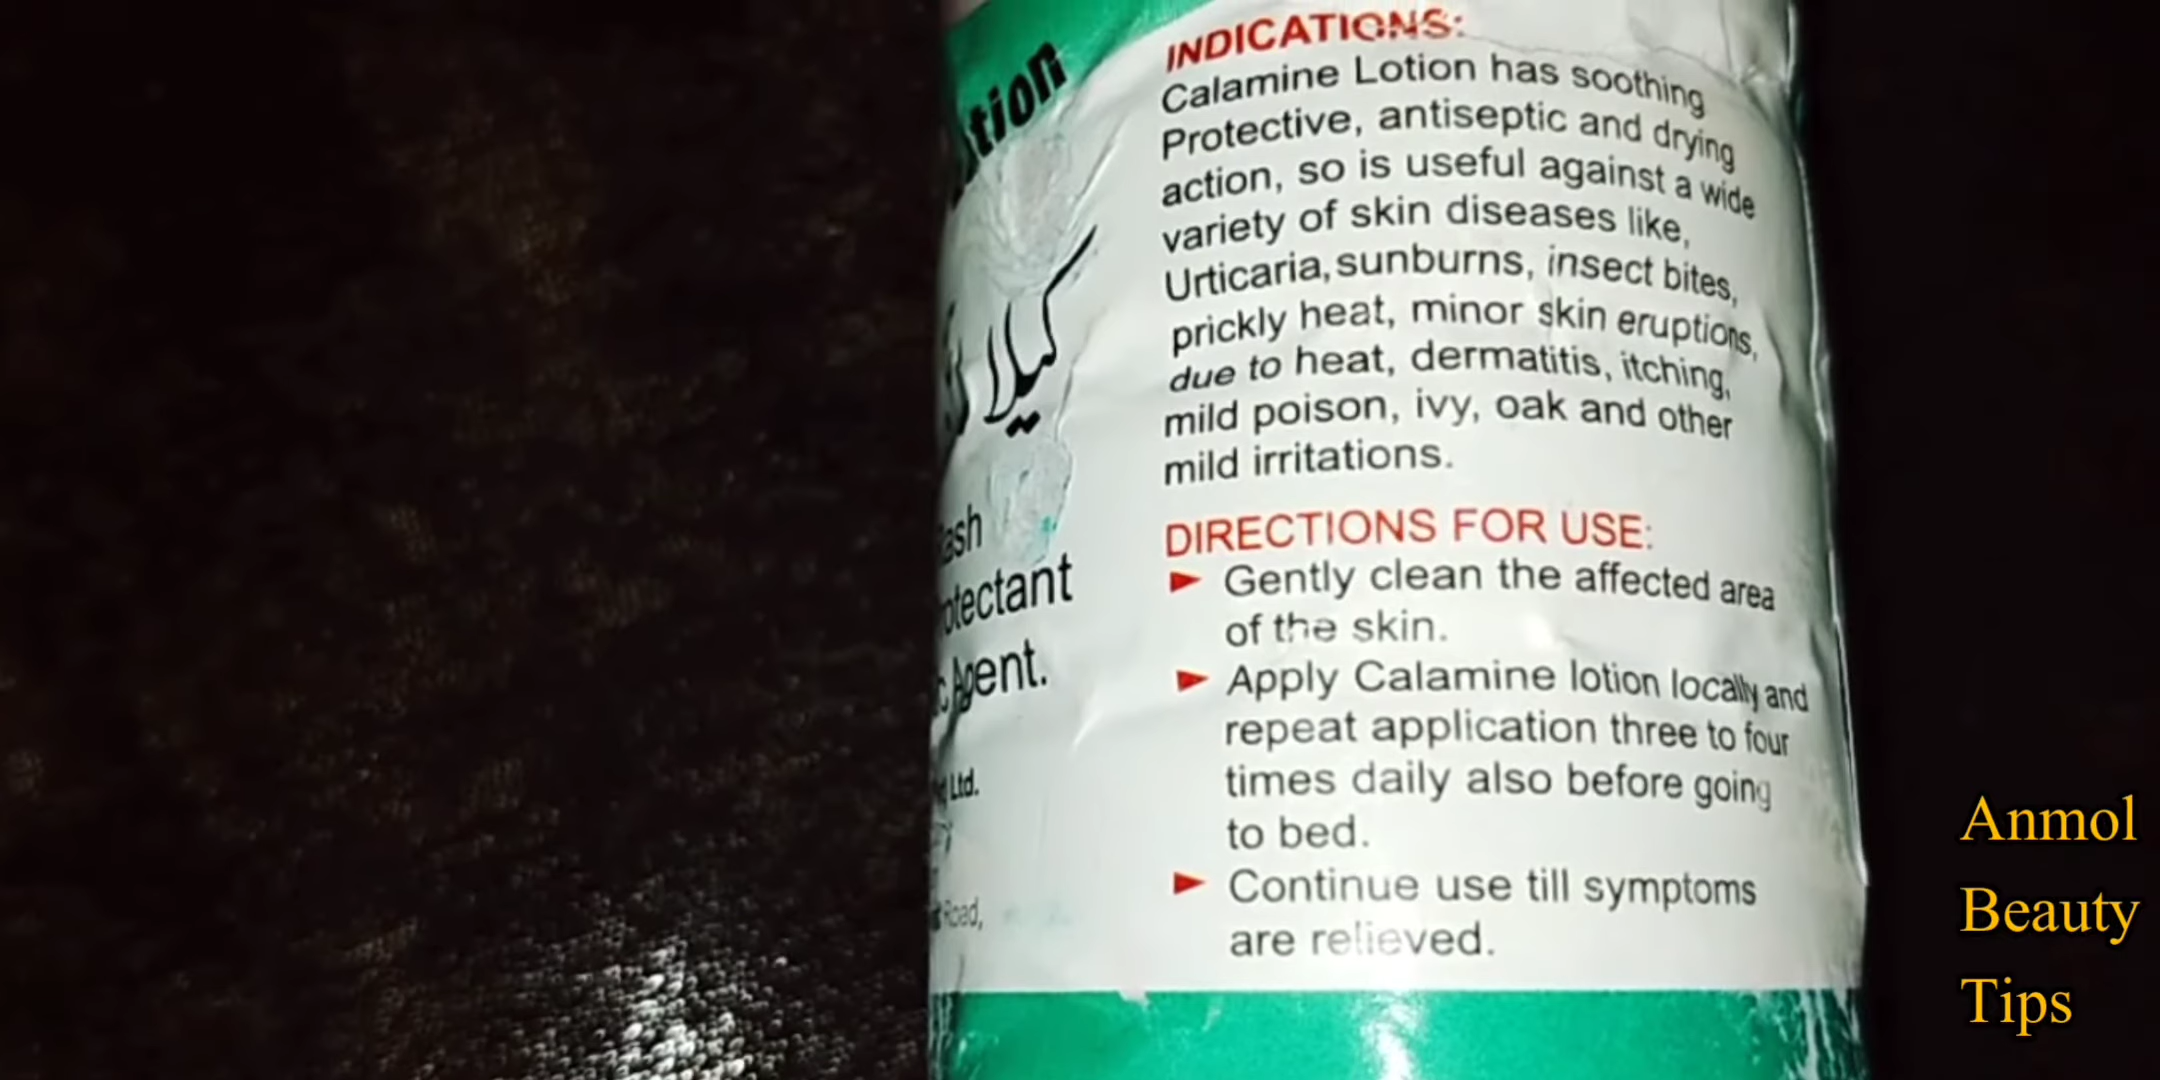 INDICATIONS:
Calamine Lotion has soothing
Protective, antiseptic and drying
action, so is useful against a wide
variety of skin diseases like,
Urticaria, sunburns, insect bites,
prickly heat, minor skin eruptions,
due to heat, dermatitis, itching,
mild poison, ivy, oak and other
mild irritations.
DIRECTIONS FOR USE:
► Gently clean the affected area
of the skin.
► Apply Calamine lotion locally and
repeat application three to four
times daily also before going
to bed.
► Continue use till symptoms
are relieved.
Agent.
Ltd.
Road,
Anmol
Beauty
Tips